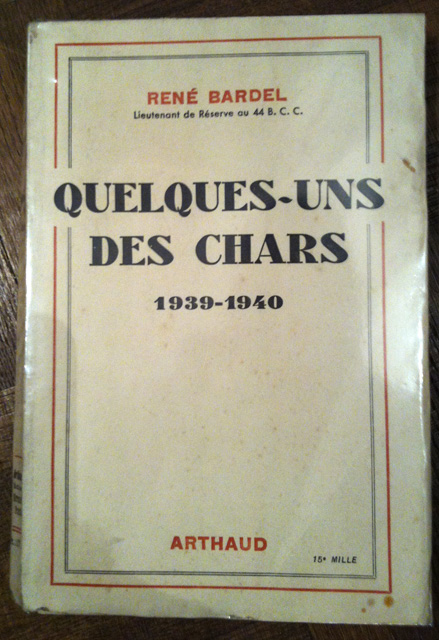 RENÉ BARDEL
Lieutenant de Réserve au 44 B. C. C.
QUELQUES-UNS
DES CHARS
1939-1940
ARTHAUD
15e MILLE